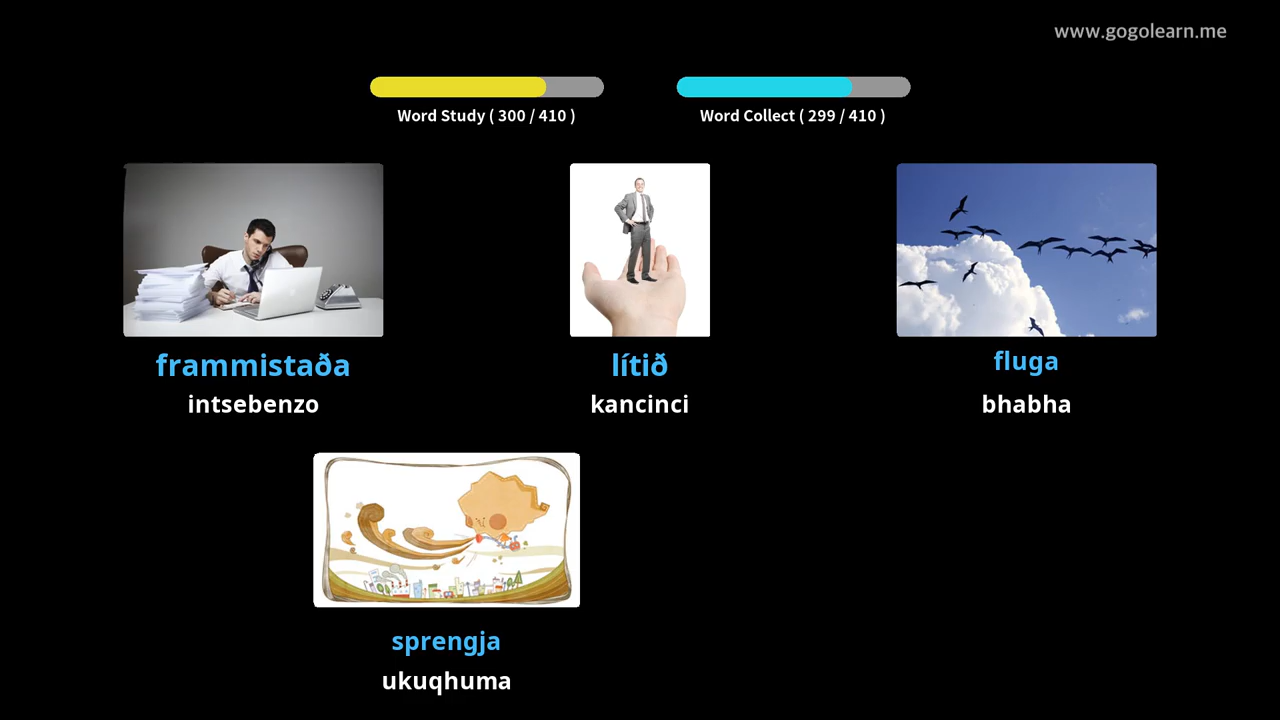 www.gogolearn.me
Word Study ( 300 / 410 )
Word Collect ( 299 / 410 )
frammistaða
intsebenzo
lítið
kancinci
fluga
bhabha
sprengja
ukuqhuma